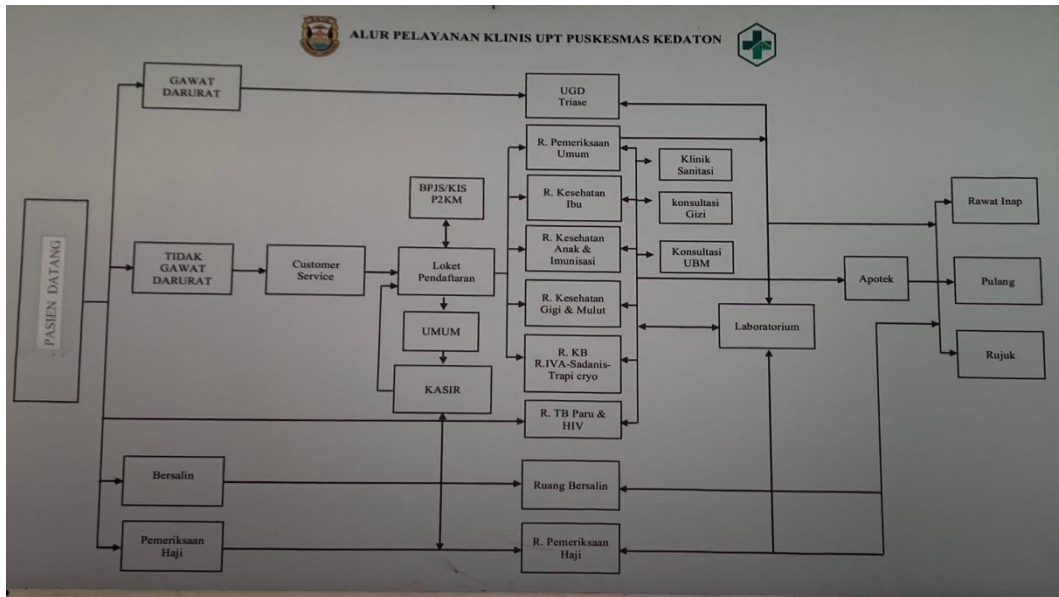 ALUR PELAYANAN KLINIS UPT PUSKESMAS KEDATON
PASIEN DATANG
GAWAT
DARURAT
TIDAK
GAWAT
DARURAT
Bersalin
Pemeriksaan
Haji
Customer
Service
BPJS/KIS
P2KM
Loket
Pendaftaran
UMUM
KASIR
UGD
Triase
R. Pemeriksaan
Umum
R. Kesehatan
Ibu
R. Kesehatan
Anak &
Imunisasi
R. Kesehatan
Gigi & Mulut
R. KB
R.IVA-Sadanis-
Trapi cryo
R. TB Paru &
HIV
Ruang Bersalin
R. Pemeriksaan
Haji
Klinik
Sanitasi
konsultasi
Gizi
Konsultasi
UBM
Laboratorium
Apotek
Rawat Inap
Pulang
Rujuk